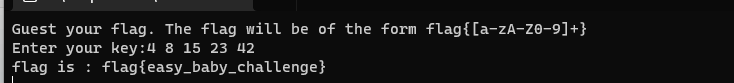 Guest your flag. The flag will be of the form flag{[a-zA-Z0-9]+}
Enter your key:4 8 15 23 42
flag is : flag{easy_baby_challenge}